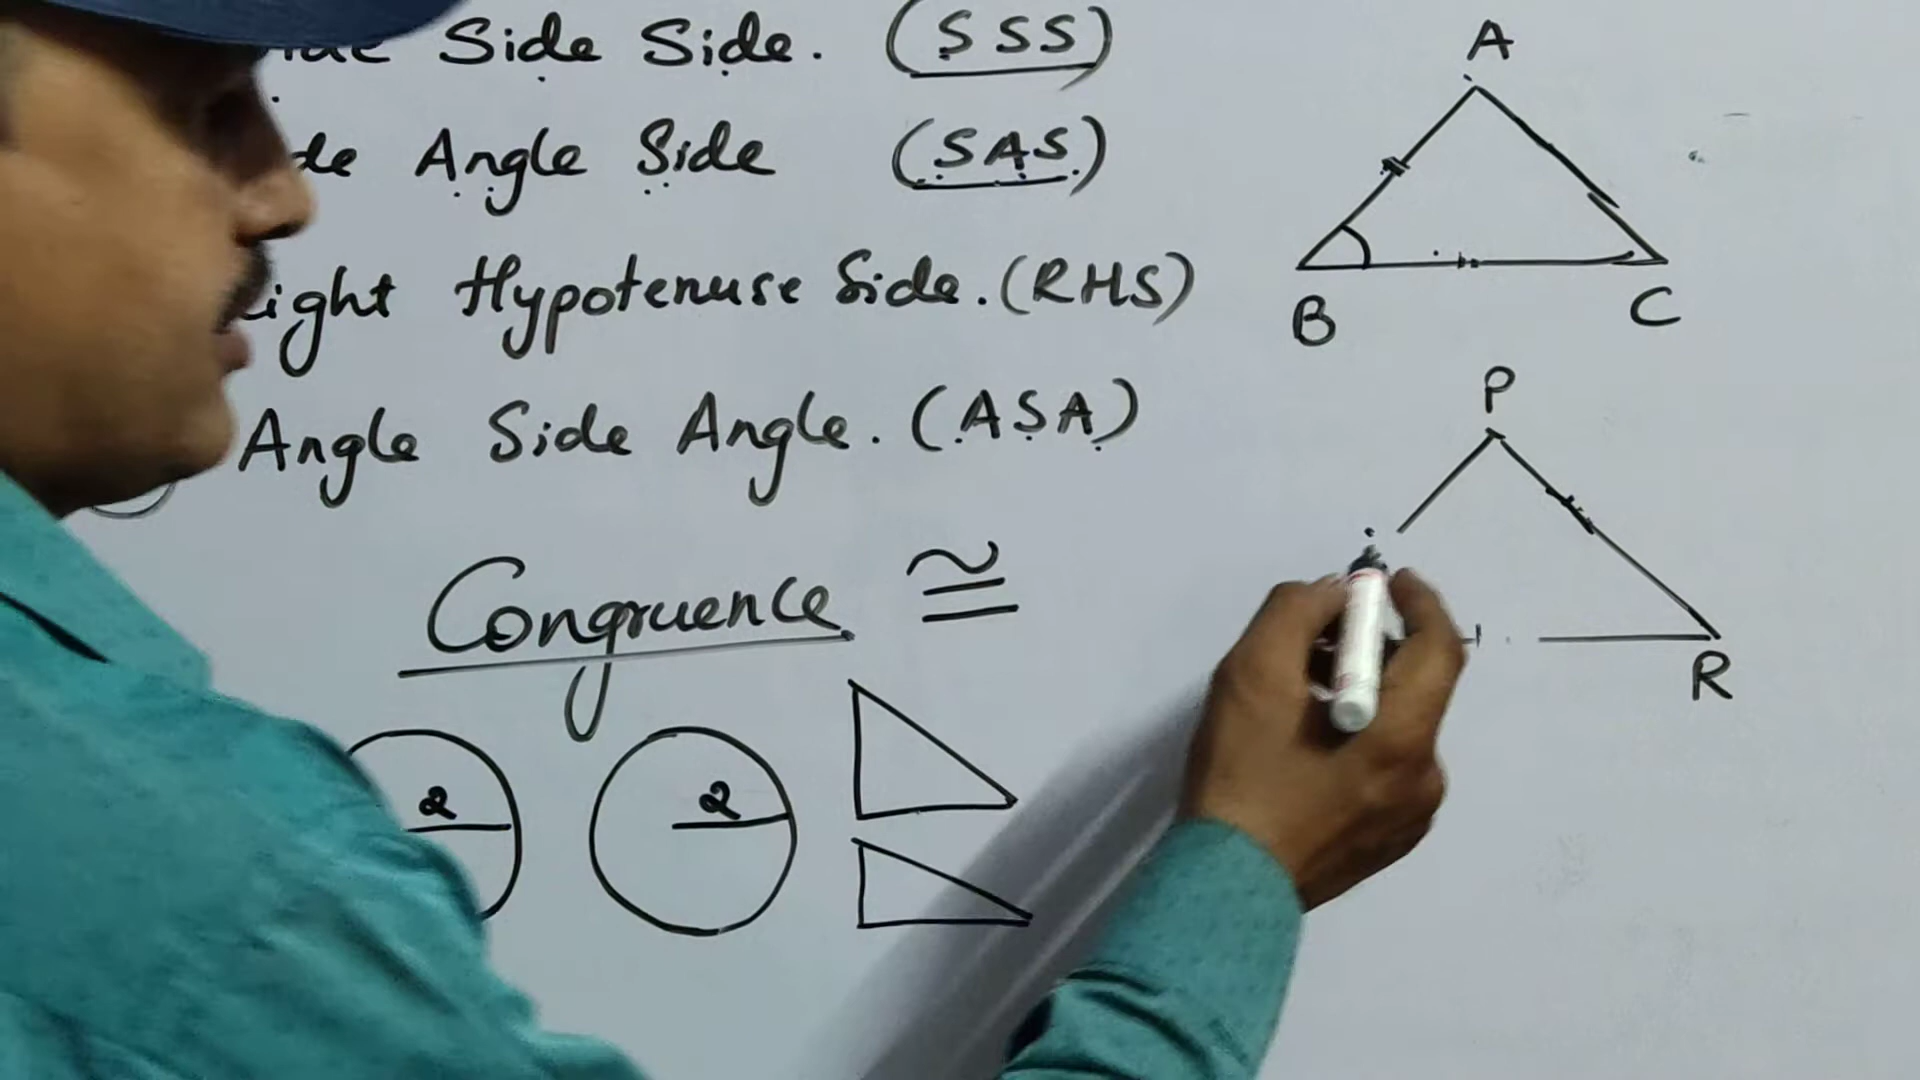 Side Side. (SSS)
Angle Side (SAS)
Hypotenuse Side. (RHS)
Angle Side Angle. (ASA)
Congruence ≅
2
2
A
B
C
P
R